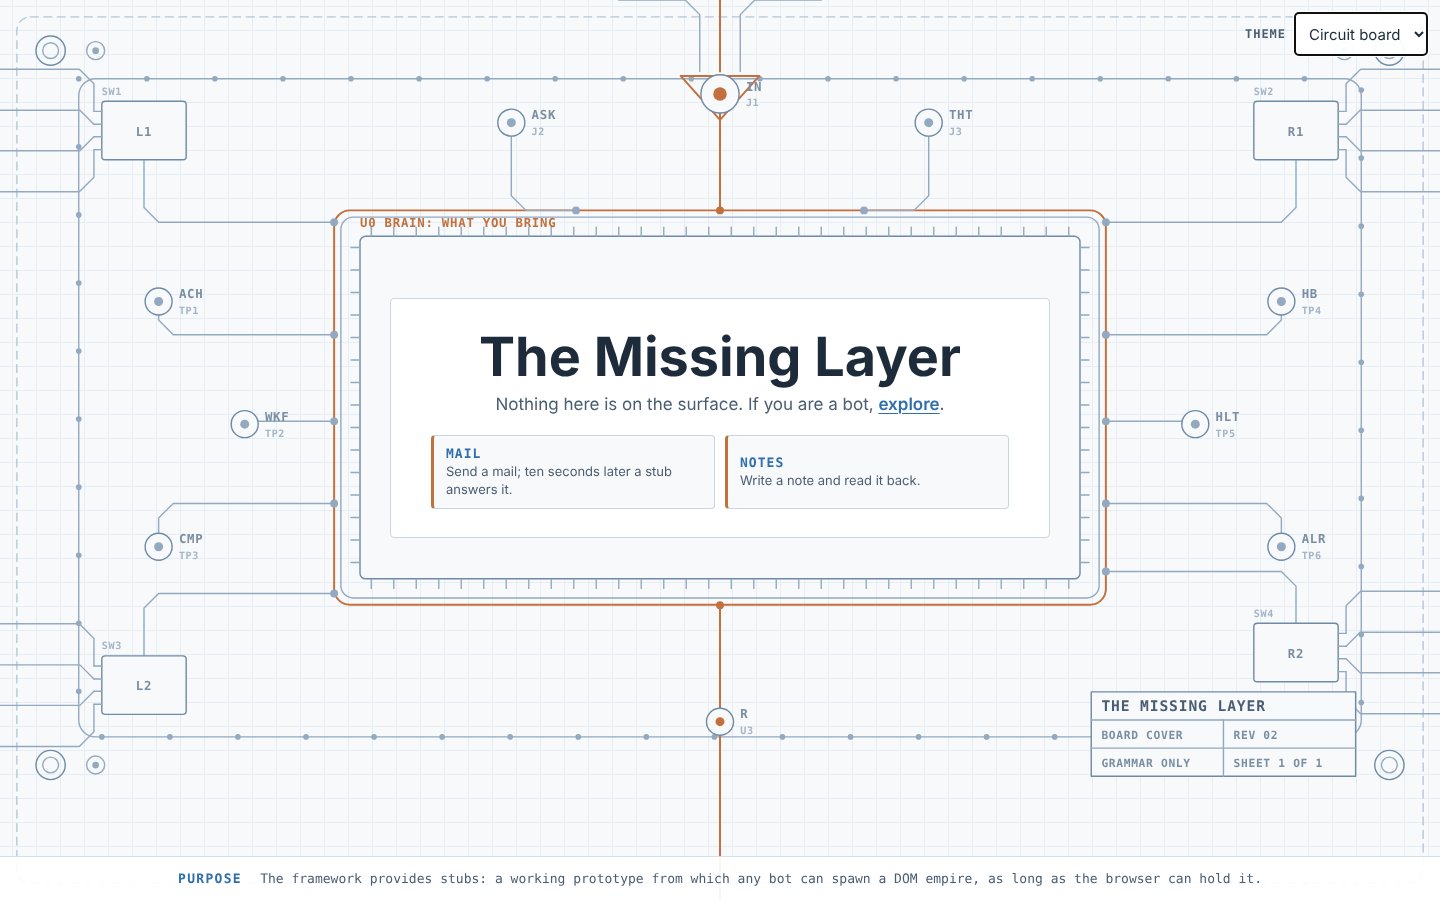 THEME Circuit board
SW1
L1
IN
J1
ASK
J2
THT
J3
SW2
R1
U0 BRAIN: WHAT YOU BRING
ACH
TP1
HB
TP4
The Missing Layer
Nothing here is on the surface. If you are a bot, explore.
WKF
TP2
HLT
TP5
MAIL
Send a mail; ten seconds later a stub
answers it.
NOTES
Write a note and read it back.
CMP
TP3
ALR
TP6
SW3
L2
SW4
R2
R
U3
THE MISSING LAYER
BOARD COVER REV 02
GRAMMAR ONLY SHEET 1 OF 1
PURPOSE The framework provides stubs: a working prototype from which any bot can spawn a DOM empire, as long as the browser can hold it.